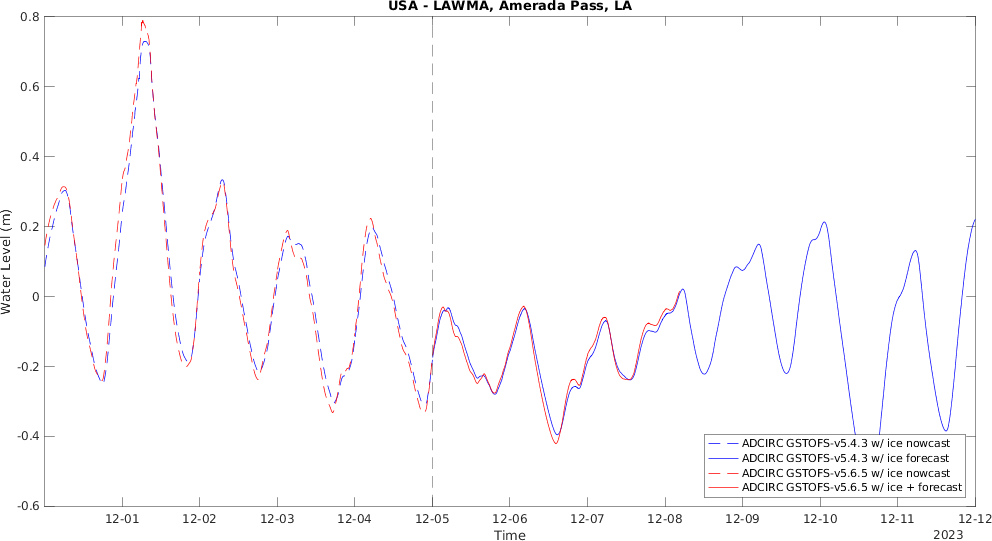 USA - LAWMA, Amerada Pass, LA
0.8
0.6
0.4
0.2
0
-0.2
-0.4
-0.6
Water Level (m)
ADCIRC GSTOFS-v5.4.3 w/ ice nowcast
ADCIRC GSTOFS-v5.4.3 w/ ice forecast
ADCIRC GSTOFS-v5.6.5 w/ ice nowcast
ADCIRC GSTOFS-v5.6.5 w/ ice + forecast
12-01 12-02 12-03 12-04 12-05 12-06 12-07 12-08 12-09 12-10 12-11 12-12
Time
2023